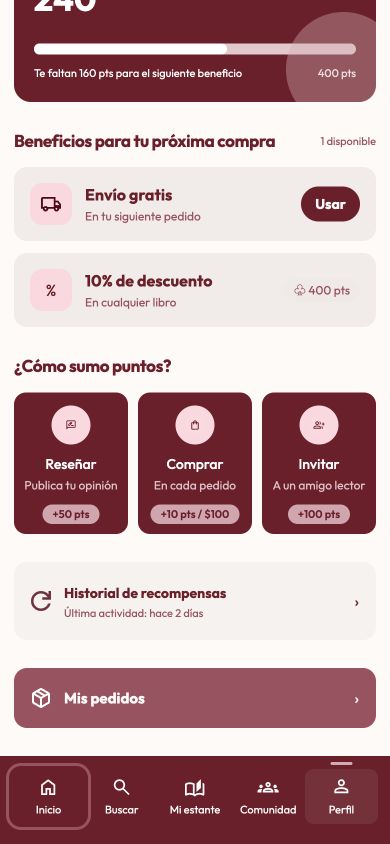 240
Te faltan 160 pts para el siguiente beneficio
400 pts
Beneficios para tu próxima compra
1 disponible
Envío gratis
En tu siguiente pedido
Usar
%
10% de descuento
En cualquier libro
400 pts
¿Cómo sumo puntos?
Reseñar
Publica tu opinión
+50 pts
Comprar
En cada pedido
+10 pts / $100
Invitar
A un amigo lector
+100 pts
Historial de recompensas
Última actividad: hace 2 días
›
Mis pedidos
›
Inicio
Buscar
Mi estante
Comunidad
Perfil